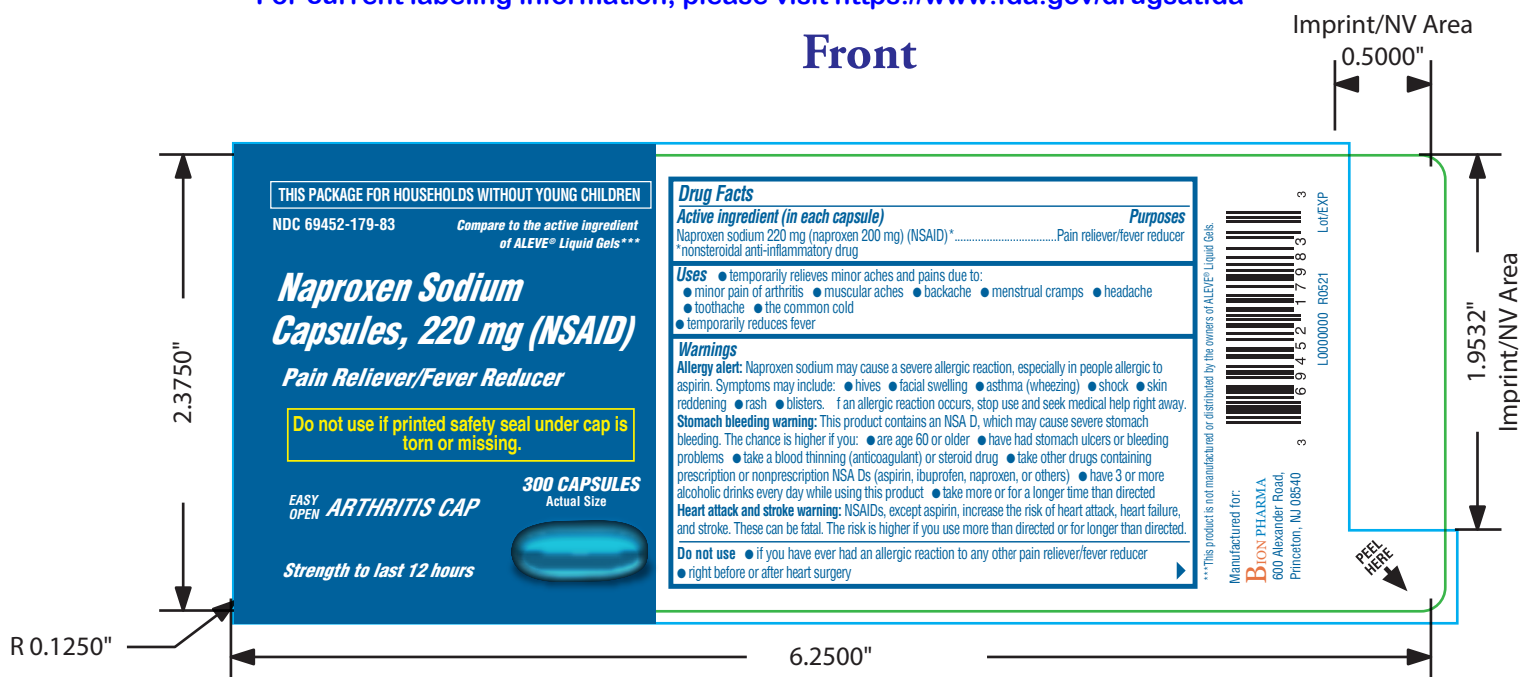 For current labeling information, please visit https://www.fda.gov/drugsatfda
Front
Imprint/NV Area
0.5000"
2.3750"
THIS PACKAGE FOR HOUSEHOLDS WITHOUT YOUNG CHILDREN
NDC 69452-179-83
Compare to the active ingredient
of ALEVE® Liquid Gels***
Naproxen Sodium
Capsules, 220 mg (NSAID)
Pain Reliever/Fever Reducer
Do not use if printed safety seal under cap is
torn or missing.
300 CAPSULES
Actual Size
EASY
OPEN
ARTHRITIS CAP
Strength to last 12 hours
Drug Facts
Active ingredient (in each capsule) Purposes
Naproxen sodium 220 mg (naproxen 200 mg) (NSAID)*...................................Pain reliever/fever reducer
*nonsteroidal anti-inflammatory drug
Uses ● temporarily relieves minor aches and pains due to:
● minor pain of arthritis ● muscular aches ● backache ● menstrual cramps ● headache
● toothache ● the common cold
● temporarily reduces fever
Warnings
Allergy alert: Naproxen sodium may cause a severe allergic reaction, especially in people allergic to
aspirin. Symptoms may include: ● hives ● facial swelling ● asthma (wheezing) ● shock ● skin
reddening ● rash ● blisters. f an allergic reaction occurs, stop use and seek medical help right away.
Stomach bleeding warning: This product contains an NSA D, which may cause severe stomach
bleeding. The chance is higher if you: ● are age 60 or older ● have had stomach ulcers or bleeding
problems ● take a blood thinning (anticoagulant) or steroid drug ● take other drugs containing
prescription or nonprescription NSA Ds (aspirin, ibuprofen, naproxen, or others) ● have 3 or more
alcoholic drinks every day while using this product ● take more or for a longer time than directed
Heart attack and stroke warning: NSAIDs, except aspirin, increase the risk of heart attack, heart failure,
and stroke. These can be fatal. The risk is higher if you use more than directed or for longer than directed.
Do not use ● if you have ever had an allergic reaction to any other pain reliever/fever reducer
● right before or after heart surgery
***This product is not manufactured or distributed by the owners of ALEVE® Liquid Gels.
Manufactured for:
BION PHARMA
600 Alexander Road,
Princeton, NJ 08540
3 69452 17983 3
L000000 R0521 Lot/EXP
PEEL
HERE
1.9532"
Imprint/NV Area
R 0.1250"
6.2500"